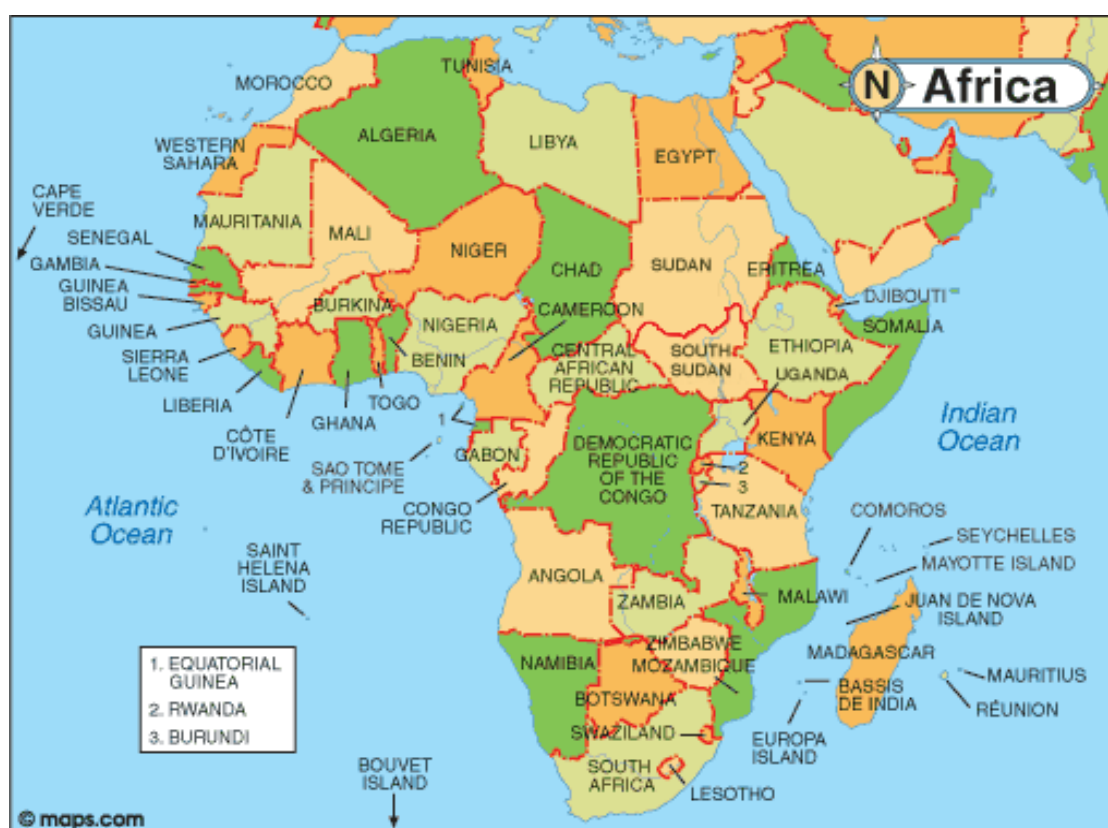 N Africa
MOROCCO
TUNISIA
ALGERIA
LIBYA
EGYPT
WESTERN
SAHARA
CAPE
VERDE
MAURITANIA
MALI
NIGER
CHAD
SUDAN
ERITREA
SENEGAL
GAMBIA
GUINEA
BISSAU
GUINEA
SIERRA
LEONE
LIBERIA
CÔTE
D'IVOIRE
BURKINA
GHANA
TOGO
BENIN
NIGERIA
CAMEROON
CENTRAL
AFRICAN
REPUBLIC
SOUTH
SUDAN
DJIBOUTI
SOMALIA
ETHIOPIA
UGANDA
KENYA
Indian
Ocean
1
GABON
SAO TOME
& PRINCIPE
CONGO
REPUBLIC
DEMOCRATIC
REPUBLIC
OF THE
CONGO
2
3
TANZANIA
Atlantic
Ocean
SAINT
HELENA
ISLAND
COMOROS
SEYCHELLES
MAYOTTE ISLAND
JUAN DE NOVA
ISLAND
ANGOLA
ZAMBIA
MALAWI
ZIMBABWE
MOZAMBIQUE
MADAGASCAR
MAURITIUS
BASSIS
DE INDIA
RÉUNION
EUROPA
ISLAND
NAMIBIA
BOTSWANA
SWAZILAND
SOUTH
AFRICA
LESOTHO
1. EQUATORIAL
GUINEA
2. RWANDA
3. BURUNDI
BOUVET
ISLAND
© maps.com